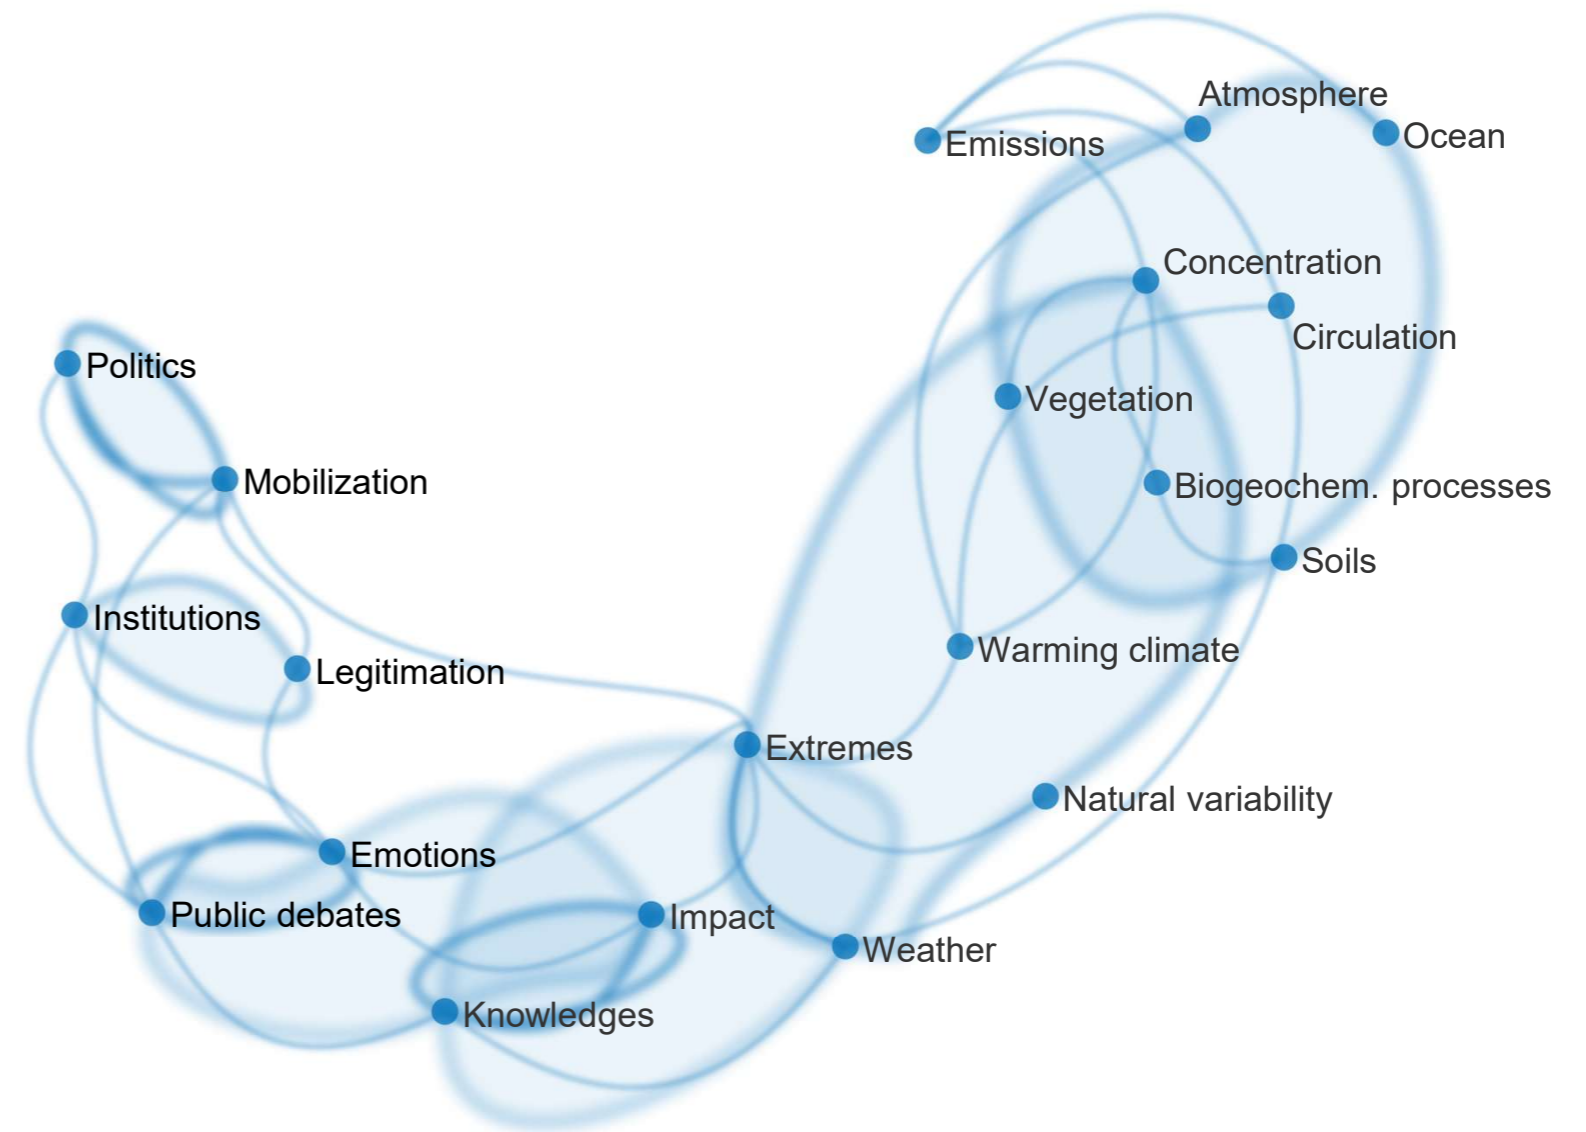 Atmosphere
Ocean
Emissions
Concentration
Circulation
Politics
Vegetation
Mobilization
Biogeochem. processes
Soils
Institutions
Warming climate
Legitimation
Extremes
Natural variability
Emotions
Public debates
Impact
Weather
Knowledges